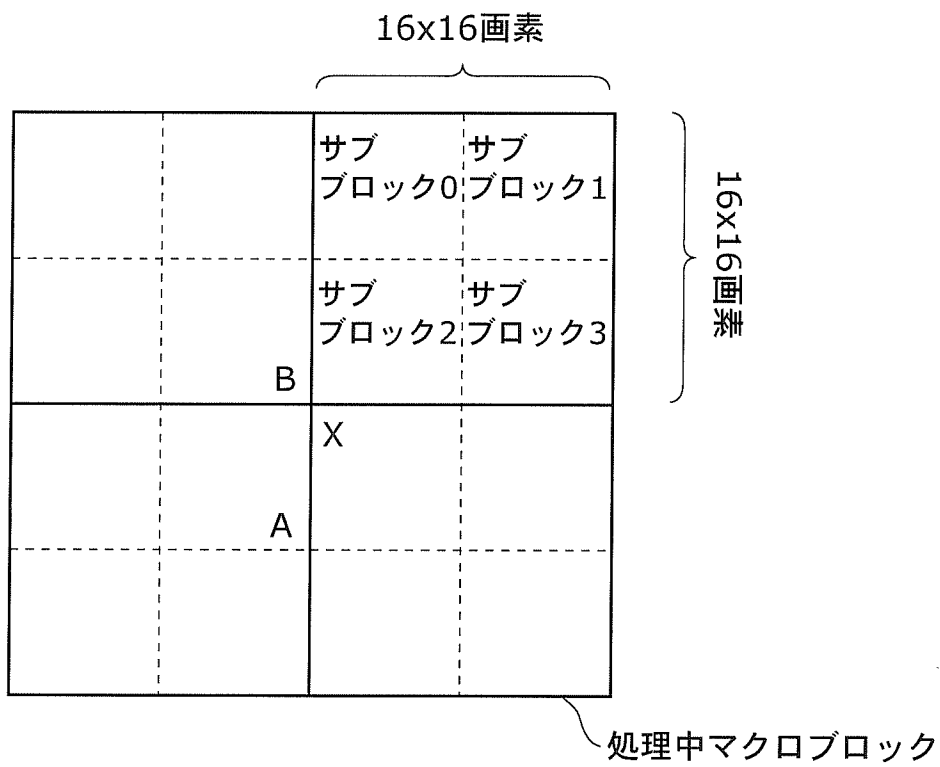 16x16画素
サブ
ブロック0
サブ
ブロック1
16x16画素
サブ
ブロック2
サブ
ブロック3
B
X
A
処理中マクロブロック